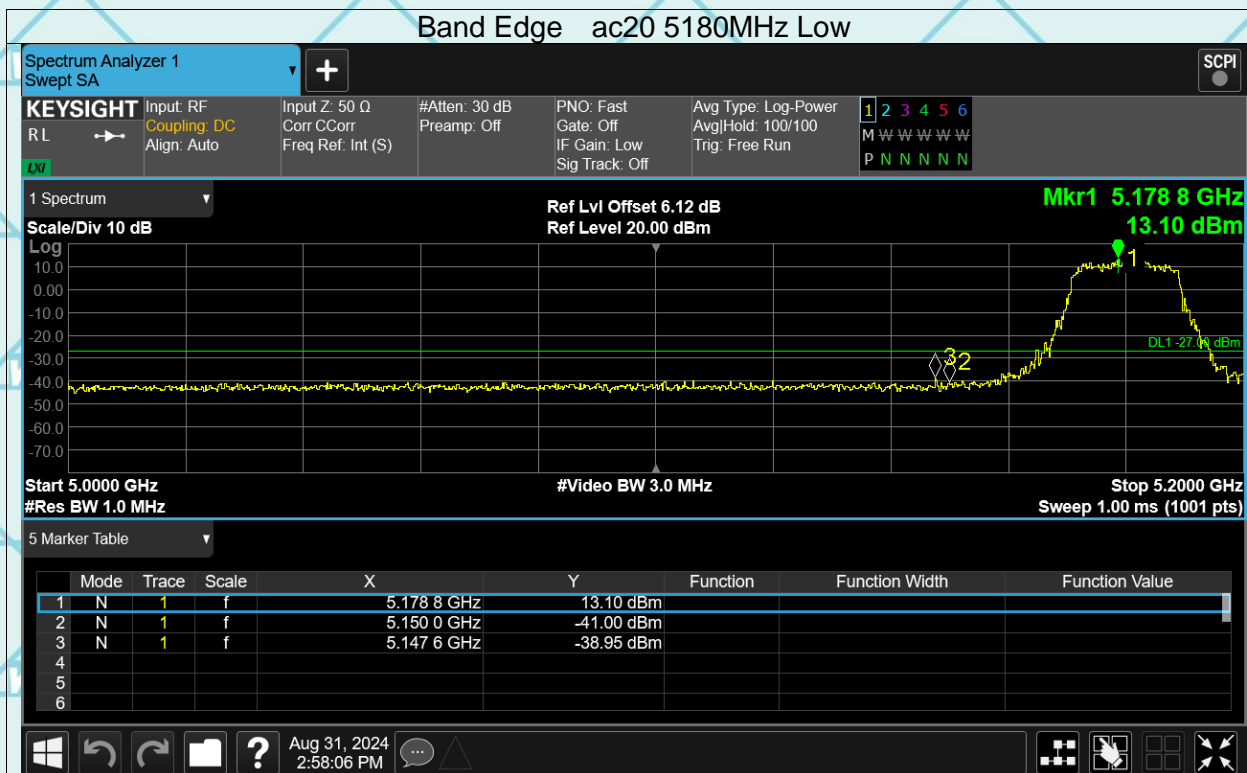 Band Edge ac20 5180MHz Low
Spectrum Analyzer 1
Swept SA
+
SCPI
KEYSIGHT Input: RF Input Z: 50 Ω #Atten: 30 dB PNO: Fast Avg Type: Log-Power 1 2 3 4 5 6
R L Coupling: DC Corr CCorr Preamp: Off Gate: Off Avg|Hold: 100/100 M W W W W W
Align: Auto Freq Ref: Int (S) IF Gain: Low Trig: Free Run
LXI Sig Track: Off P N N N N N
1 Spectrum Ref Lvl Offset 6.12 dB Mkr1 5.178 8 GHz
Scale/Div 10 dB Ref Level 20.00 dBm 13.10 dBm
Log
1
10.0
0.00
-10.0
-20.0
DL1 -27.00 dBm
-30.0
3 2
-40.0
-50.0
-60.0
-70.0
Start 5.0000 GHz #Video BW 3.0 MHz Stop 5.2000 GHz
#Res BW 1.0 MHz Sweep 1.00 ms (1001 pts)
5 Marker Table
Mode Trace Scale X Y Function Function Width Function Value
1 N 1 f 5.178 8 GHz 13.10 dBm
2 N 1 f 5.150 0 GHz -41.00 dBm
3 N 1 f 5.147 6 GHz -38.95 dBm
4
5
6
? Aug 31, 2024
2:58:06 PM